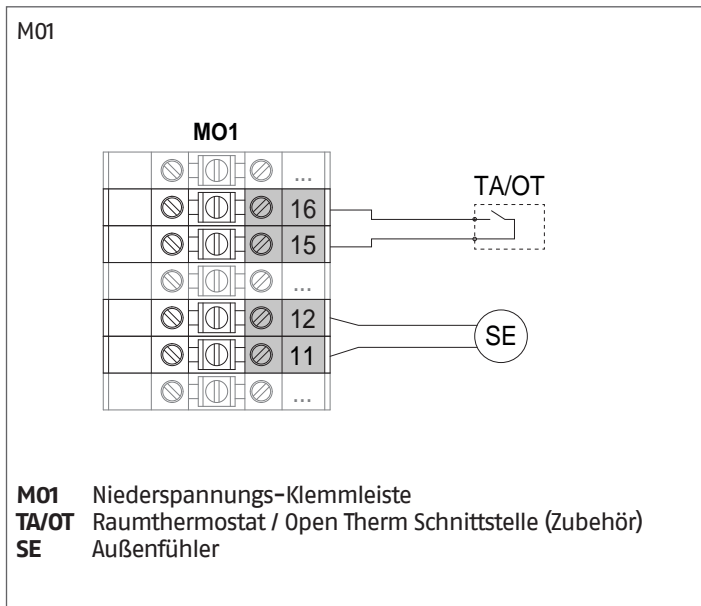 M01
MO1
...
TA/OT
16
15
...
12
SE
11
...
M01 Niederspannungs-Klemmleiste
TA/OT Raumthermostat / Open Therm Schnittstelle (Zubehör)
SE Außenfühler